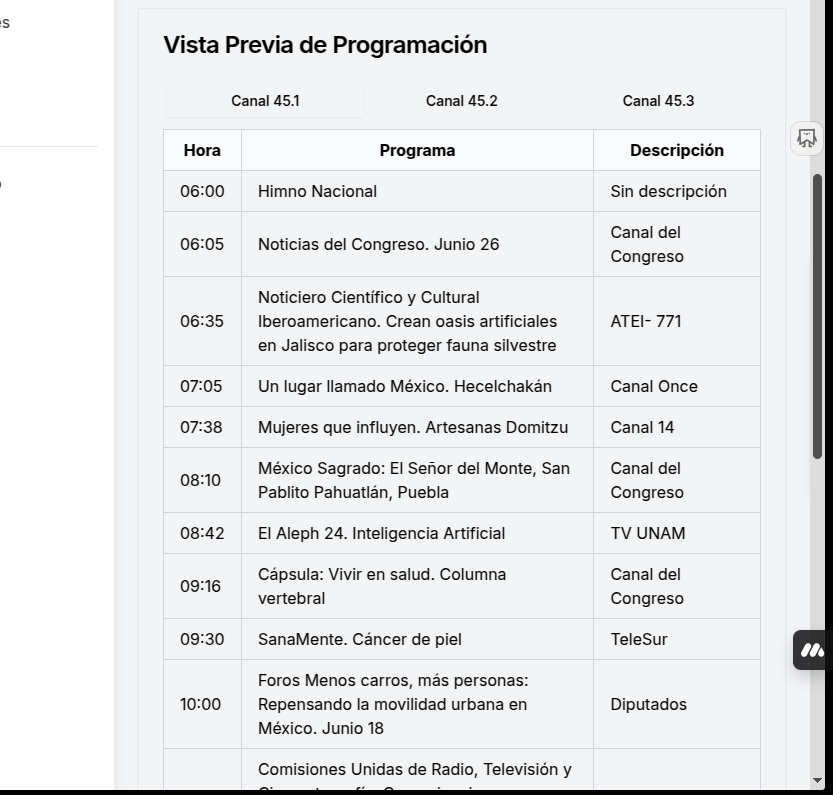 es
Vista Previa de Programación
Canal 45.1 Canal 45.2 Canal 45.3
Hora Programa Descripción
06:00 Himno Nacional Sin descripción
06:05 Noticias del Congreso. Junio 26 Canal del
Congreso
06:35 Noticiero Científico y Cultural
Iberoamericano. Crean oasis artificiales
en Jalisco para proteger fauna silvestre
ATEI- 771
07:05 Un lugar llamado México. Hecelchakán Canal Once
07:38 Mujeres que influyen. Artesanas Domitzu Canal 14
08:10 México Sagrado: El Señor del Monte, San
Pablito Pahuatlán, Puebla
Canal del
Congreso
08:42 El Aleph 24. Inteligencia Artificial TV UNAM
09:16 Cápsula: Vivir en salud. Columna
vertebral
Canal del
Congreso
09:30 SanaMente. Cáncer de piel TeleSur
10:00 Foros Menos carros, más personas:
Repensando la movilidad urbana en
México. Junio 18
Diputados
Comisiones Unidas de Radio, Televisión y